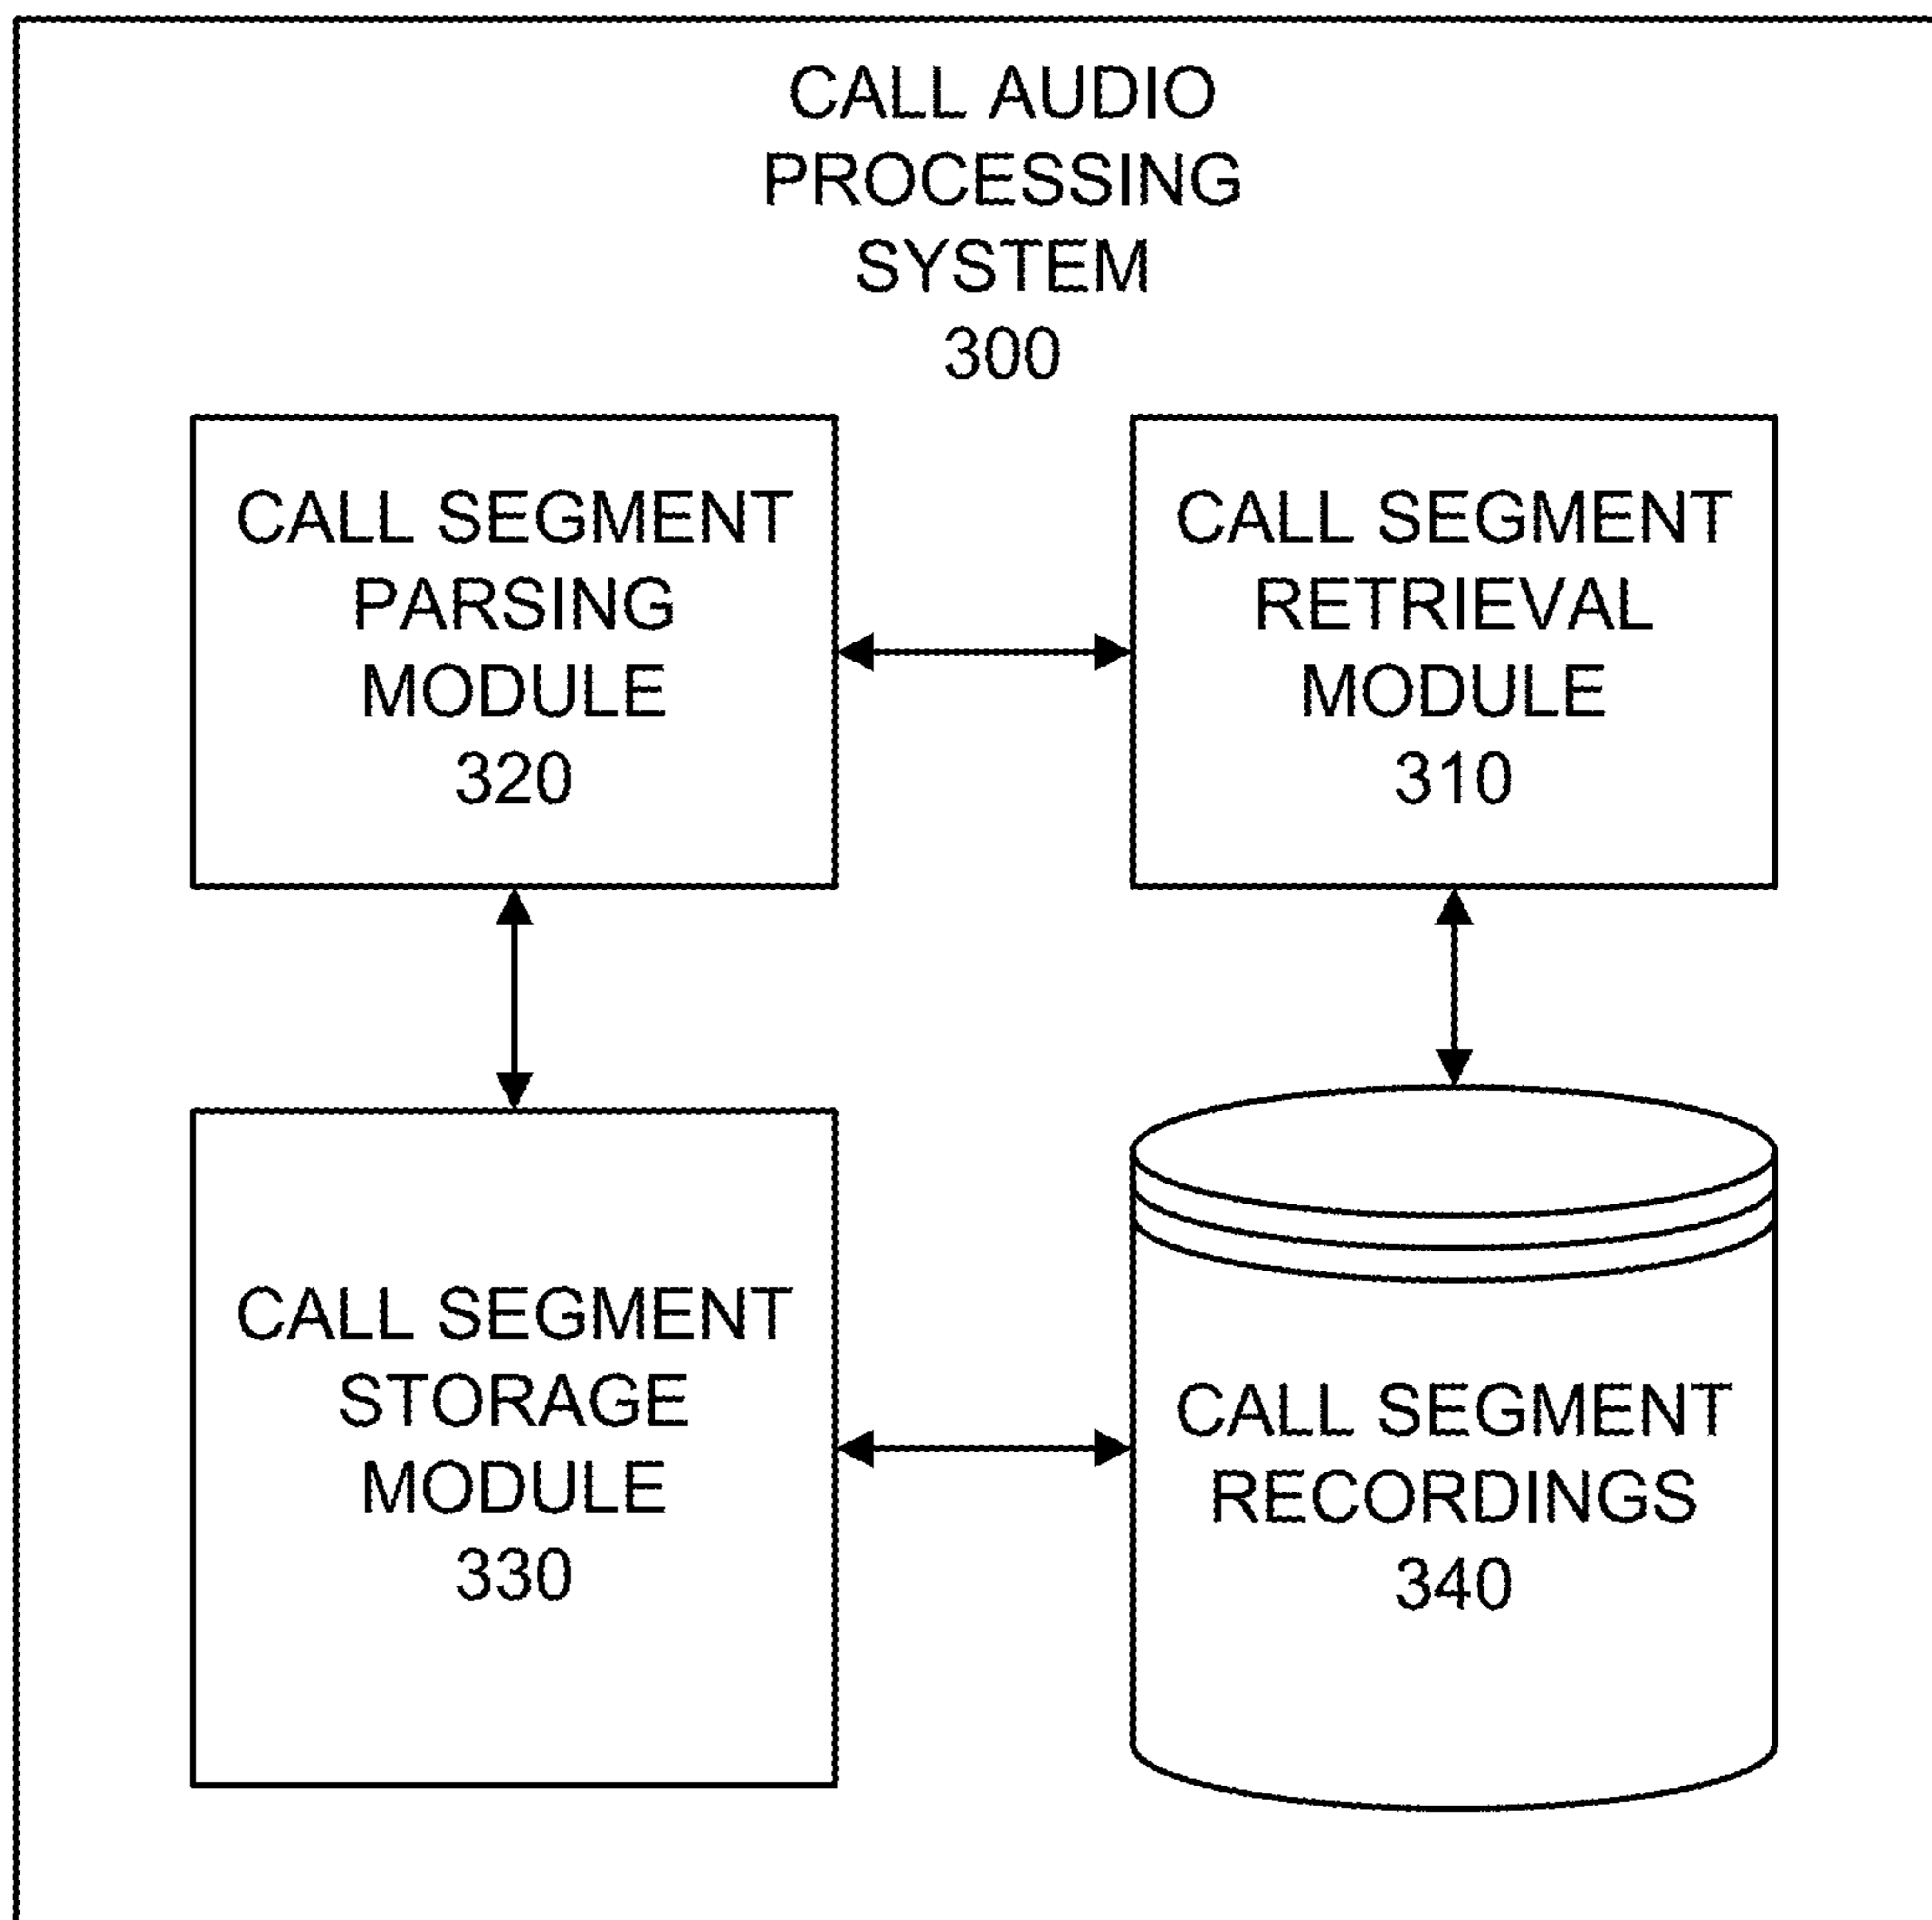 CALL AUDIO
PROCESSING
SYSTEM
300
CALL SEGMENT
PARSING
MODULE
320
CALL SEGMENT
RETRIEVAL
MODULE
310
CALL SEGMENT
STORAGE
MODULE
330
CALL SEGMENT
RECORDINGS
340